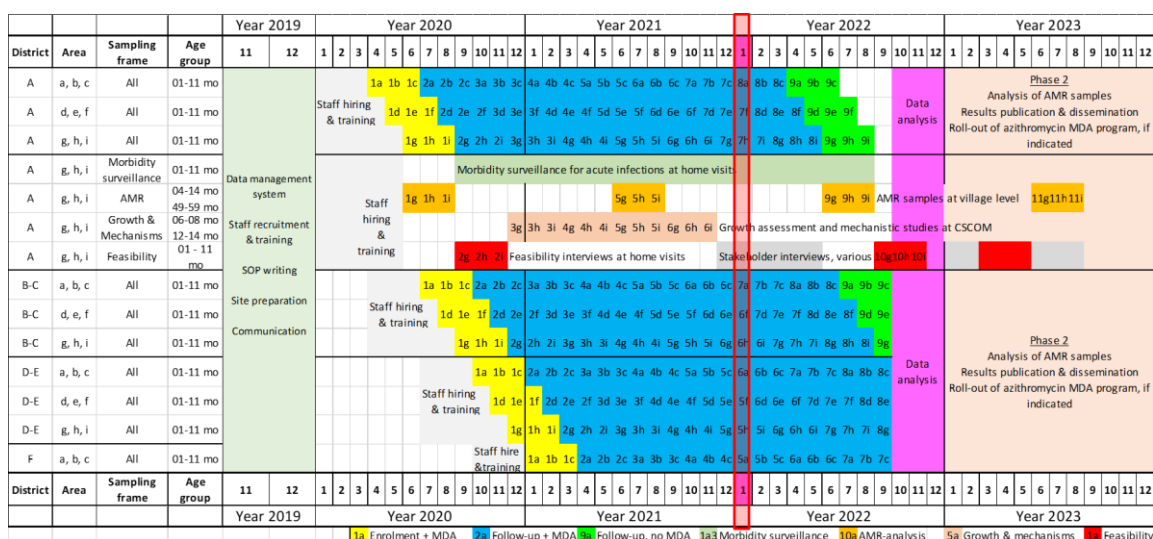 Year 2019 Year 2020 Year 2021 Year 2022 Year 2023
District Area Sampling frame Age group 11 12 1 2 3 4 5 6 7 8 9 10 11 12 1 2 3 4 5 6 7 8 9 10 11 12 1 2 3 4 5 6 7 8 9 10 11 12 1 2 3 4 5 6 7 8 9 10 11 12
A a, b, c All 01-11 mo 1a 1b 1c 2a 2b 2c 3a 3b 3c 4a 4b 4c 5a 5b 5c 6a 6b 6c 7a 7b 7c 8a 8b 8c 9a 9b 9c
A d, e, f All 01-11 mo 1d 1e 1f 2d 2e 2f 3d 3e 3f 4d 4e 4f 5d 5e 5f 6d 6e 6f 7d 7e 7f 8d 8e 8f 9d 9e 9f
A g, h, i All 01-11 mo 1g 1h 1i 2g 2h 2i 3g 3h 3i 4g 4h 4i 5g 5h 5i 6g 6h 6i 7g 7h 7i 8g 8h 8i 9g 9h 9i
Staff hiring
& training
Data
analysis
Phase 2
Analysis of AMR samples
Results publication & dissemination
Roll-out of azithromycin MDA program, if
indicated
A g, h, i Morbidity surveillance 01-11 mo Morbidity surveillance for acute infections at home visits
A g, h, i AMR 04-14 mo 49-59 mo 1g 1h 1i 5g 5h 5i 9g 9h 9i AMR samples at village level 11g 11h 11i
A g, h, i Growth & Mechanisms 06-08 mo 12-14 mo 3g 3h 3i 4g 4g 4i 5g 5h 5i 6g 6h 6i Growth assessment and mechanistic studies at CSCOM
A g, h, i Feasibility 01 - 11 mo 2g 2h 2i Feasibility interviews at home visits Stakeholder interviews, various 10g 10h 10i
Staff
hiring
&
training
Data management
system
Staff recruitment
& training
SOP writing
Site preparation
Communication
B-C a, b, c All 01-11 mo 1a 1b 1c 2a 2b 2c 3a 3b 3c 4a 4b 4c 5a 5b 5c 6a 6b 6c 7a 7b 7c 8a 8b 8c 9a 9b 9c
B-C d, e, f All 01-11 mo 1d 1e 1f 2d 2e 2f 3d 3e 3f 4d 4e 4f 5d 5e 5f 6d 6e 6f 7d 7e 7f 8d 8e 8f 9d 9e
B-C g, h, i All 01-11 mo 1g 1h 1i 2g 2h 2i 3g 3h 3i 4g 4h 4i 5g 5h 5i 6g 6h 6i 7g 7h 7i 8g 8h 8i 9g
Staff hiring
& training
D-E a, b, c All 01-11 mo 1a 1b 1c 2a 2b 2c 3a 3b 3c 4a 4b 4c 5a 5b 5c 6a 6b 6c 7a 7b 7c 8a 8b 8c
D-E d, e, f All 01-11 mo 1d 1e 1f 2d 2e 2f 3d 3e 3f 4d 4e 4f 5d 5e 5f 6d 6e 6f 7d 7e 7f 8d 8e
D-E g, h, i All 01-11 mo 1g 1h 1i 2g 2h 2i 3g 3h 3i 4g 4h 4i 5g 5h 5i 6g 6h 6i 7g 7h 7i 8g
Staff hiring
& training
F a, b, c All 01-11 mo Staff hire &training 1a 1b 1c 2a 2b 2c 3a 3b 3c 4a 4b 4c 5a 5b 5c 6a 6b 6c 7a 7b 7c
Data
analysis
Phase 2
Analysis of AMR samples
Results publication & dissemination
Roll-out of azithromycin MDA program, if
indicated
District Area Sampling frame Age group 11 12 1 2 3 4 5 6 7 8 9 10 11 12 1 2 3 4 5 6 7 8 9 10 11 12 1 2 3 4 5 6 7 8 9 10 11 12 1 2 3 4 5 6 7 8 9 10 11 12
Year 2019 Year 2020 Year 2021 Year 2022 Year 2023
1a Enrolment + MDA 2a Follow-up + MDA 9a Follow-up, no MDA 1a3 Morbidity surveillance 10a AMR-analysis 5a Growth & mechanisms 1a Feasibility